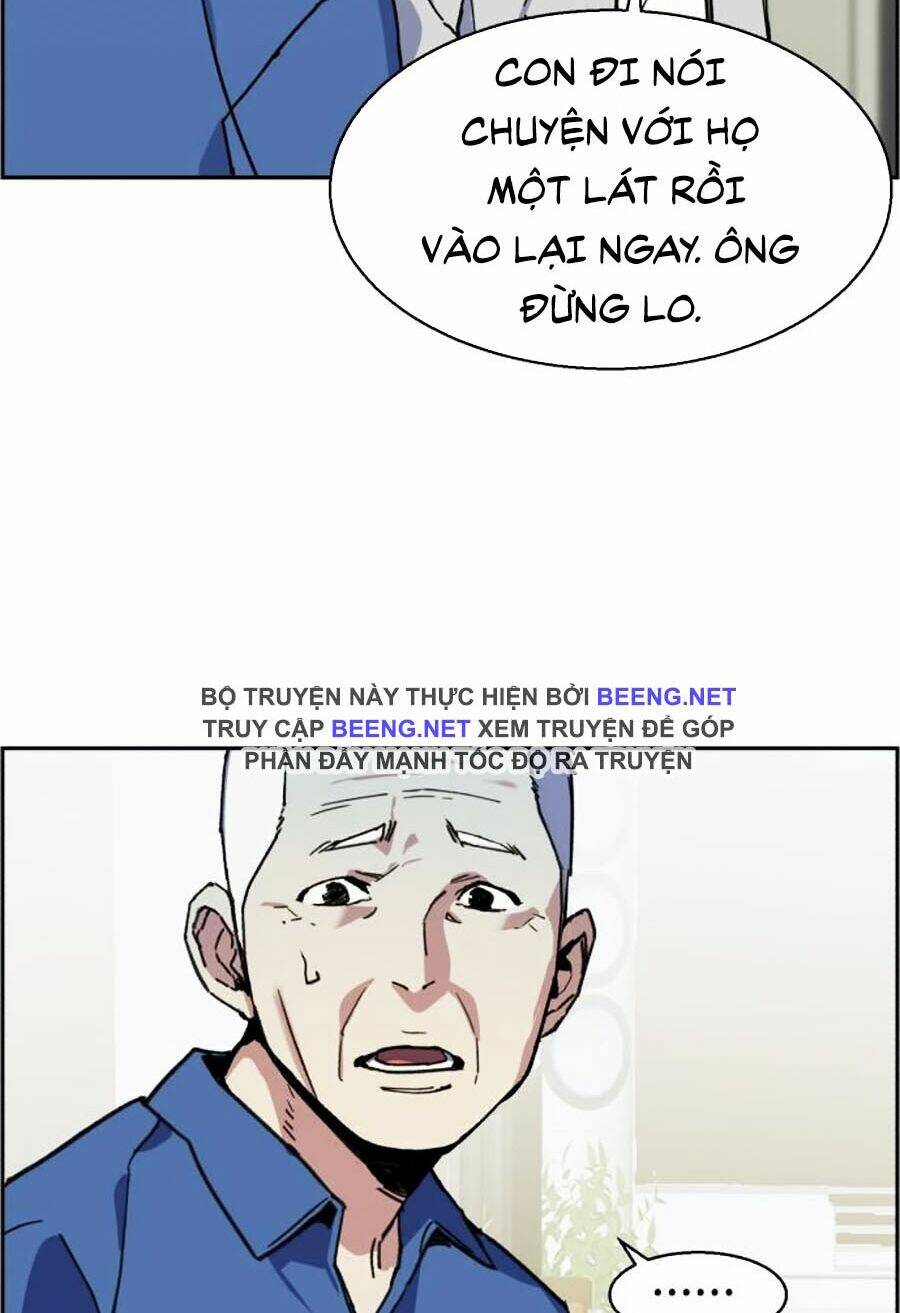 CON ĐI NÓI
CHUYỆN VỚI HỌ
MỘT LÁT RỒI
VÀO LẠI NGAY. ÔNG
ĐỪNG LO.
BỘ TRUYỆN NÀY THỰC HIỆN BỞI BEENG.NET
TRUY CẬP BEENG.NET XEM TRUYỆN ĐỂ GÓP
PHẦN ĐẨY MẠNH TỐC ĐỘ RA TRUYỆN
......